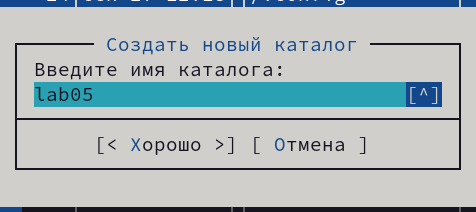 Создать новый каталог
Введите имя каталога:
lab05 [^]
[< Хорошо >] [ Отмена ]